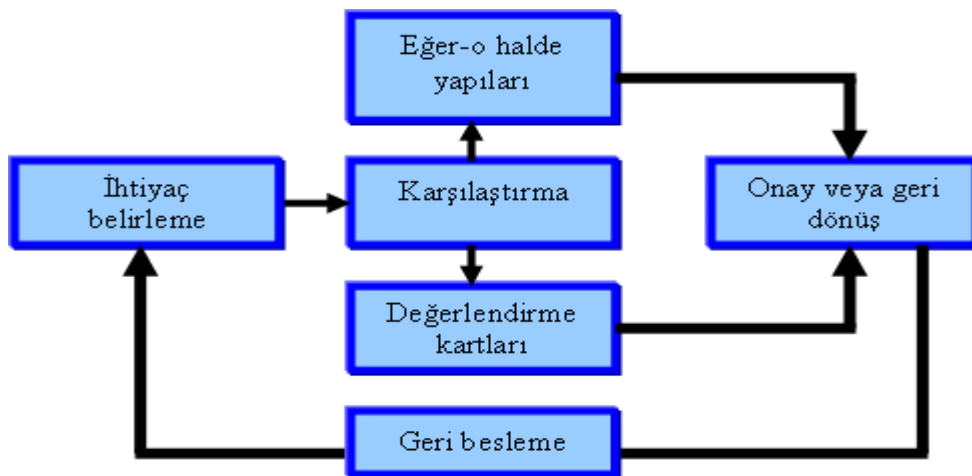 Eğer-o halde
yapıları
İhtiyaç
belirleme
Karşılaştırma
Onay veya geri
dönüş
Değerlendirme
kartları
Geri besleme